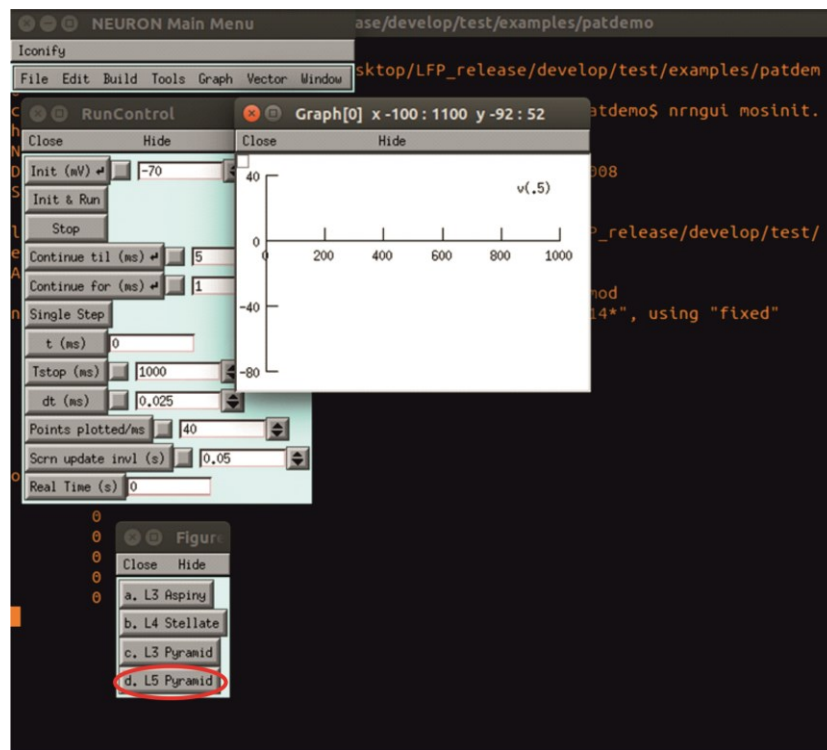 NEURON Main Menu
ase/develop/test/examples/patdemo
Iconify
File Edit Build Tools Graph Vector Window
sktop/LFP_release/develop/test/examples/patdem
RunControl
Close Hide
Init (mV) -70
Init & Run
Stop
Continue til (ms) 5
Continue for (ms) 1
Single Step
t (ms) 0
Tstop (ms) 1000
dt (ms) 0.025
Points plotted/ms 40
Scrn update invl (s) 0.05
Real Time (s) 0
Graph[0] x -100 : 1100 y -92 : 52
Close Hide
40
v(.5)
0
0 200 400 600 800 1000
-40
-80
atdemo$ nrngui mosinit.
008
P_release/develop/test/
mod
14*", using "fixed"
0
0
0
0
0
Figure
Close Hide
a. L3 Aspiny
b. L4 Stellate
c. L3 Pyramid
d. L5 Pyramid